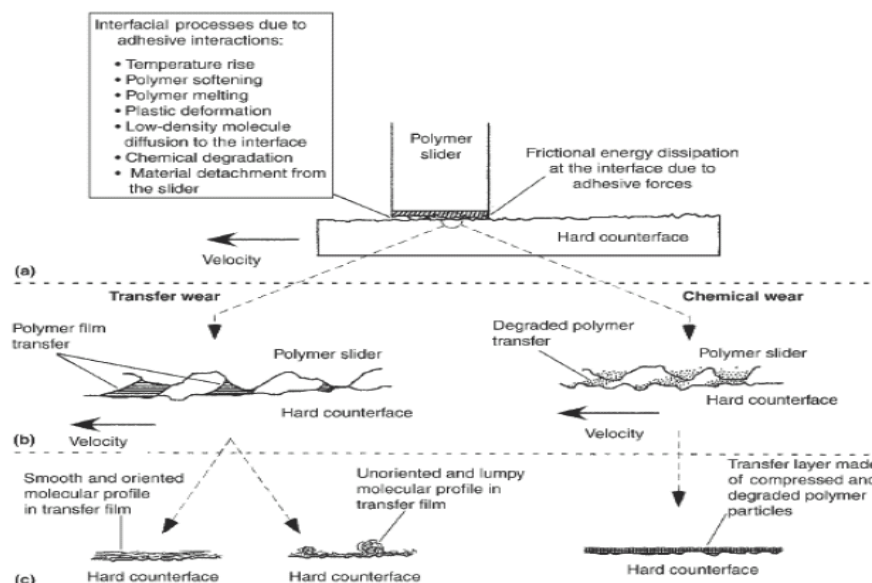 Interfacial processes due to
adhesive interactions:
• Temperature rise
• Polymer softening
• Polymer melting
• Plastic deformation
• Low-density molecule
diffusion to the interface
• Chemical degradation
• Material detachment from
the slider
Polymer
slider
Frictional energy dissipation
at the interface due to
adhesive forces
Hard counterface
Velocity
(a)
Transfer wear
Chemical wear
Polymer film
transfer
Polymer slider
Hard counterface
Velocity
Degraded polymer
transfer
Polymer slider
Hard counterface
Velocity
(b)
Smooth and oriented
molecular profile
in transfer film
Unoriented and lumpy
molecular profile in
transfer film
Transfer layer made
of compressed and
degraded polymer
particles
Hard counterface
Hard counterface
Hard counterface
(c)